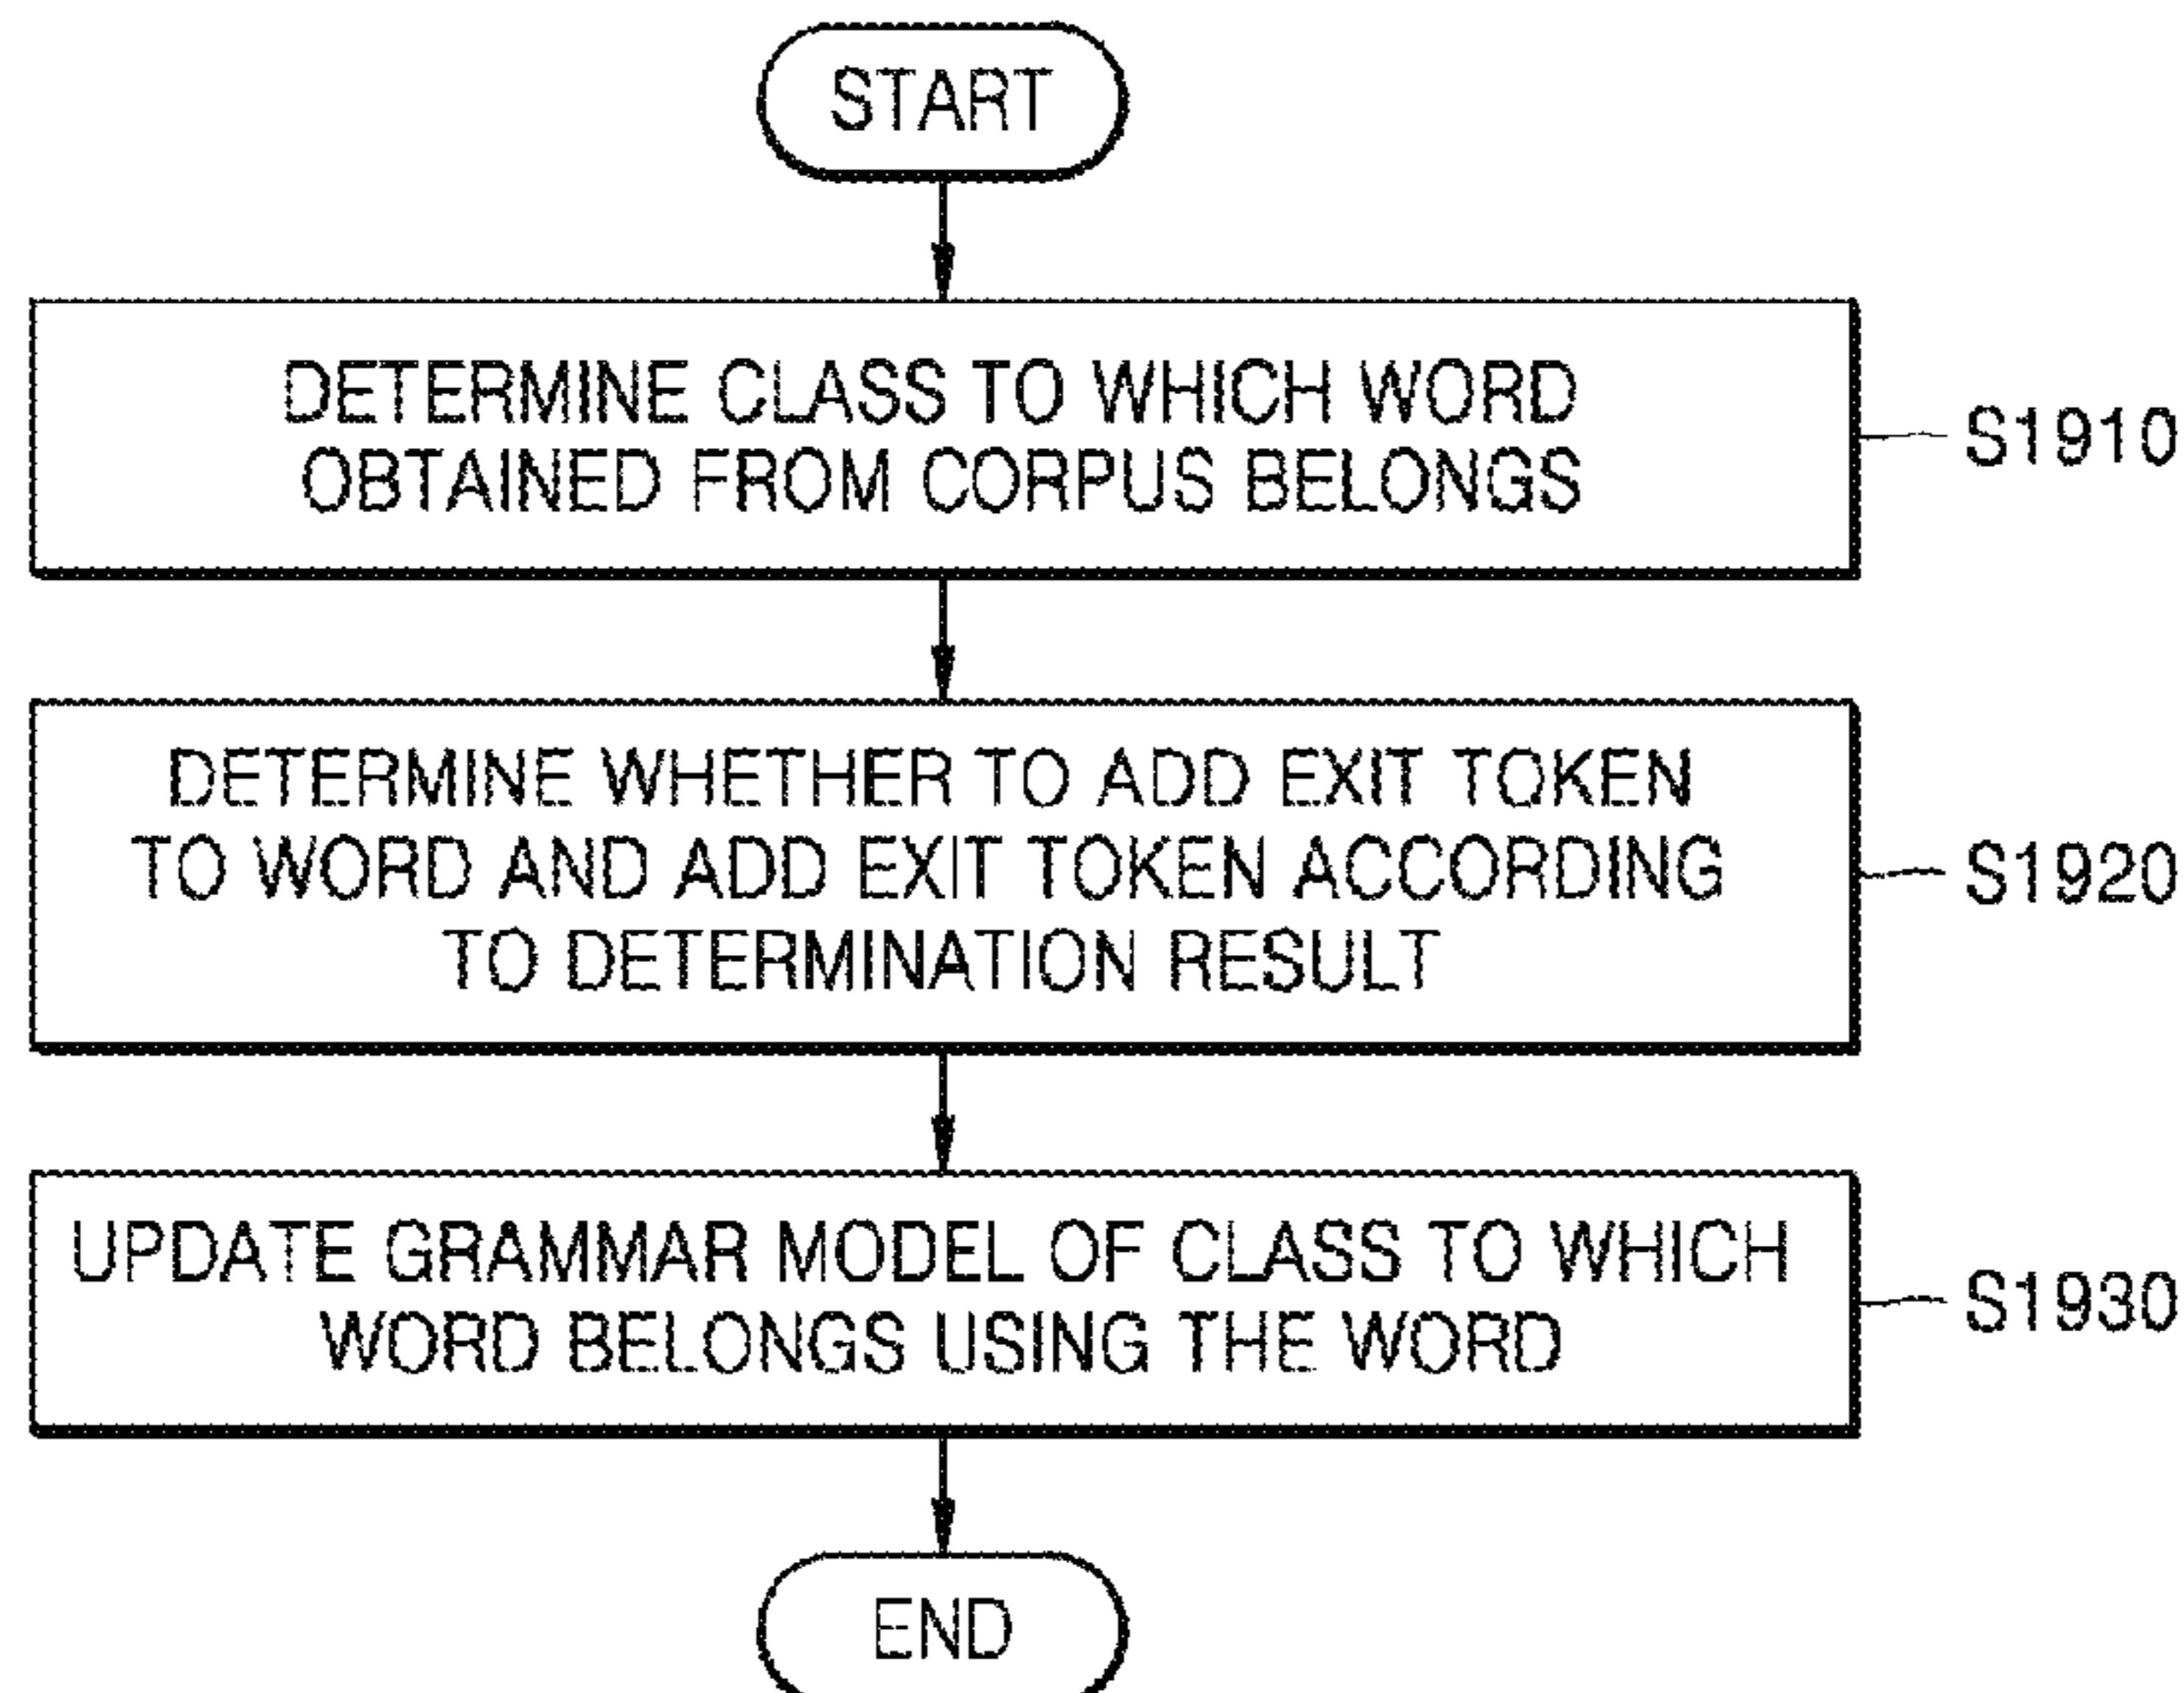 START
DETERMINE CLASS TO WHICH WORD
OBTAINED FROM CORPUS BELONGS
S1910
DETERMINE WHETHER TO ADD EXIT TOKEN
TO WORD AND ADD EXIT TOKEN ACCORDING
TO DETERMINATION RESULT
S1920
UPDATE GRAMMAR MODEL OF CLASS TO WHICH
WORD BELONGS USING THE WORD
S1930
END